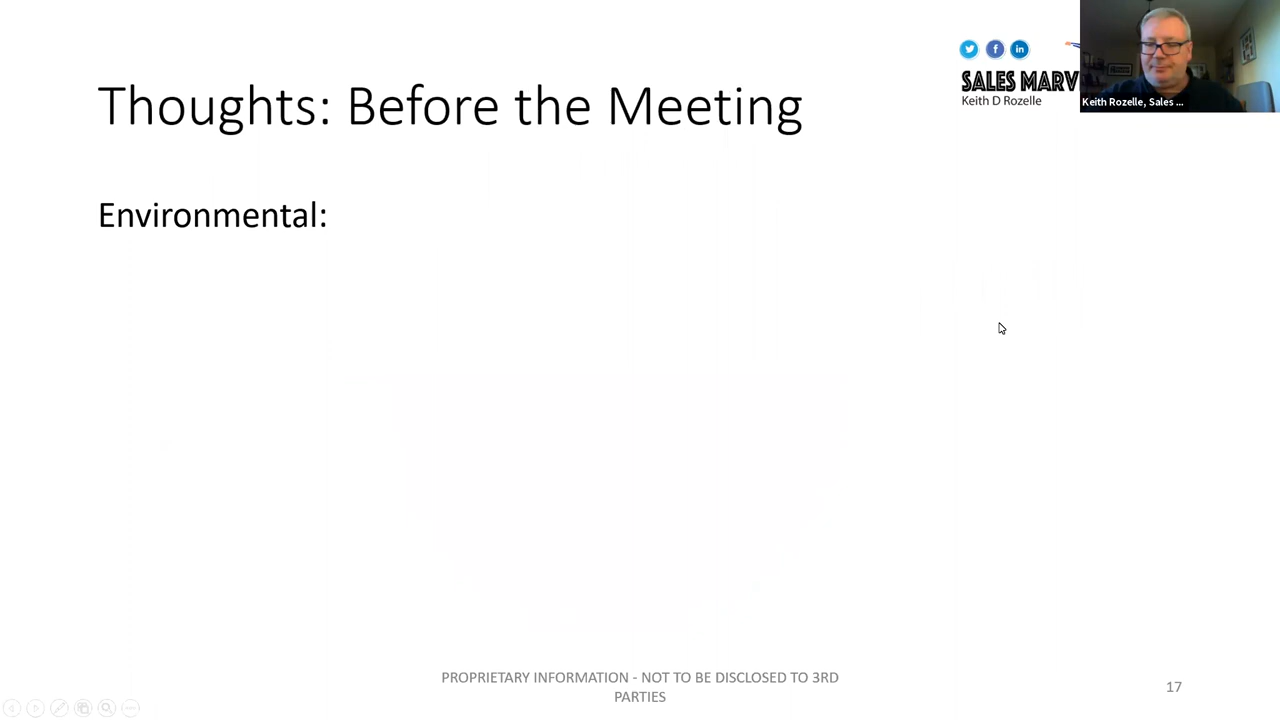 Thoughts: Before the Meeting
SALES MARV
Keith D Rozelle
Keith Rozelle, Sales ...
Environmental:
PROPRIETARY INFORMATION - NOT TO BE DISCLOSED TO 3RD
PARTIES
17